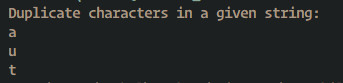 Duplicate characters in a given string:
a
u
t